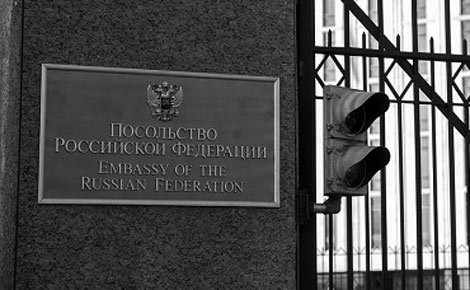 Посольство
Российской Федерации
Embassy of the
Russian Federation